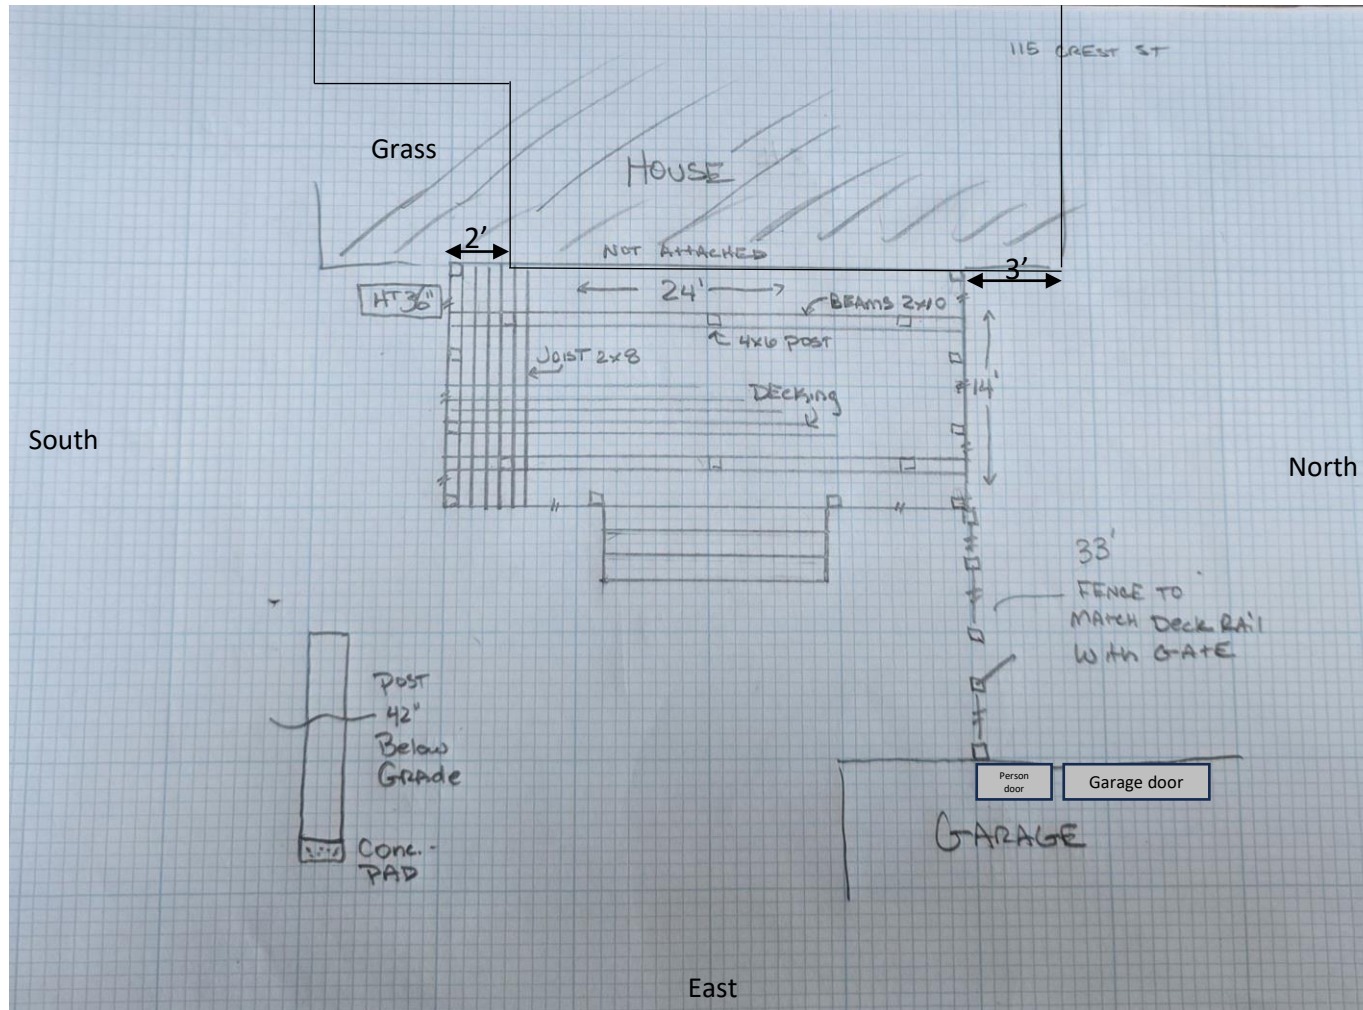 115 CREST ST
Grass
HOUSE
2'
NOT ATTACHED
3'
HT 36"
24'
BEAMS 2x10
4x6 POST
JOIST 2x8
14'
DECKing
South
North
33'
FENCE TO
MATCH DECK RAil
With GATE
POST
42"
Below
GRADE
Conc.
PAD
Person
door
Garage door
GARAGE
East